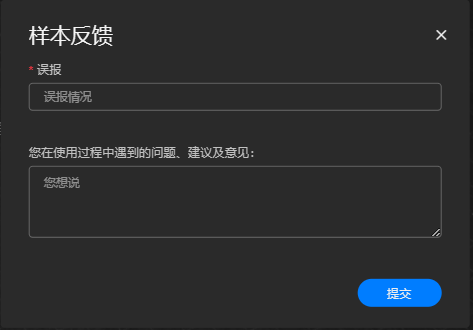 样本反馈
* 误报
误报情况
您在使用过程中遇到的问题、建议及意见：
您想说
提交